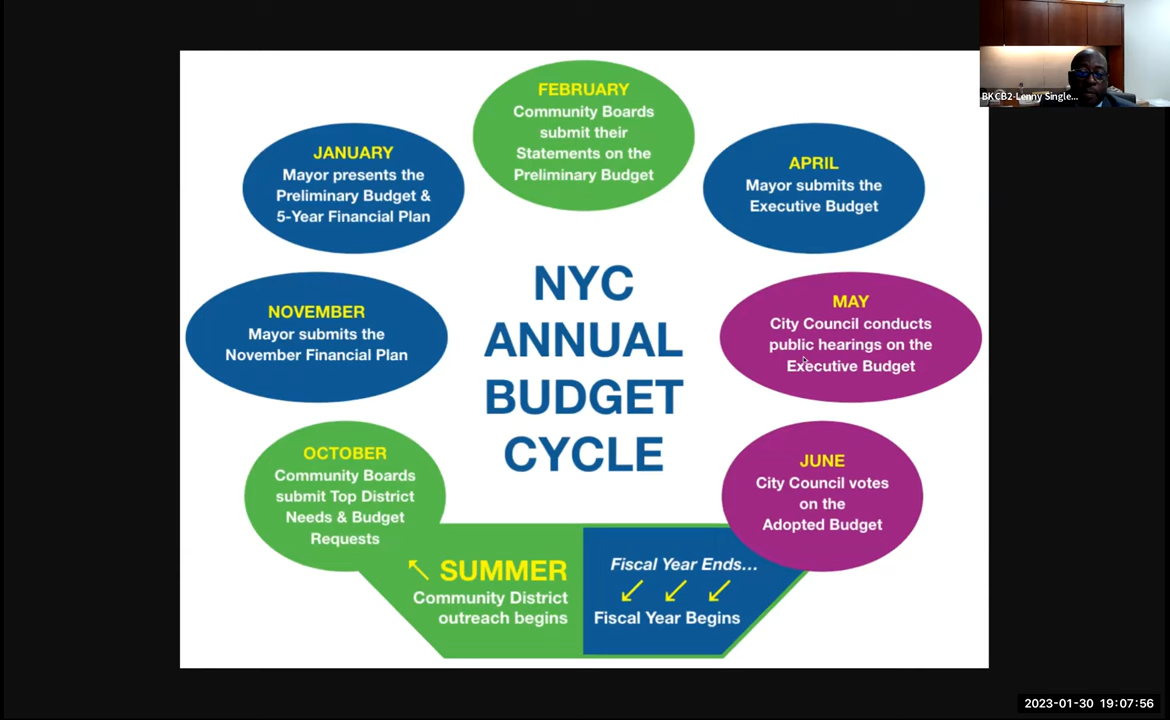 FEBRUARY
Community Boards
submit their
Statements on the
Preliminary Budget
JANUARY
Mayor presents the
Preliminary Budget &
5-Year Financial Plan
APRIL
Mayor submits the
Executive Budget
NYC
ANNUAL
BUDGET
CYCLE
NOVEMBER
Mayor submits the
November Financial Plan
MAY
City Council conducts
public hearings on the
Executive Budget
OCTOBER
Community Boards
submit Top District
Needs & Budget
Requests
JUNE
City Council votes
on the
Adopted Budget
↖ SUMMER
Community District
outreach begins
Fiscal Year Ends...
↙ ↙ ↙
Fiscal Year Begins
BKCB2-Lenny Single...
2023-01-30 19:07:56